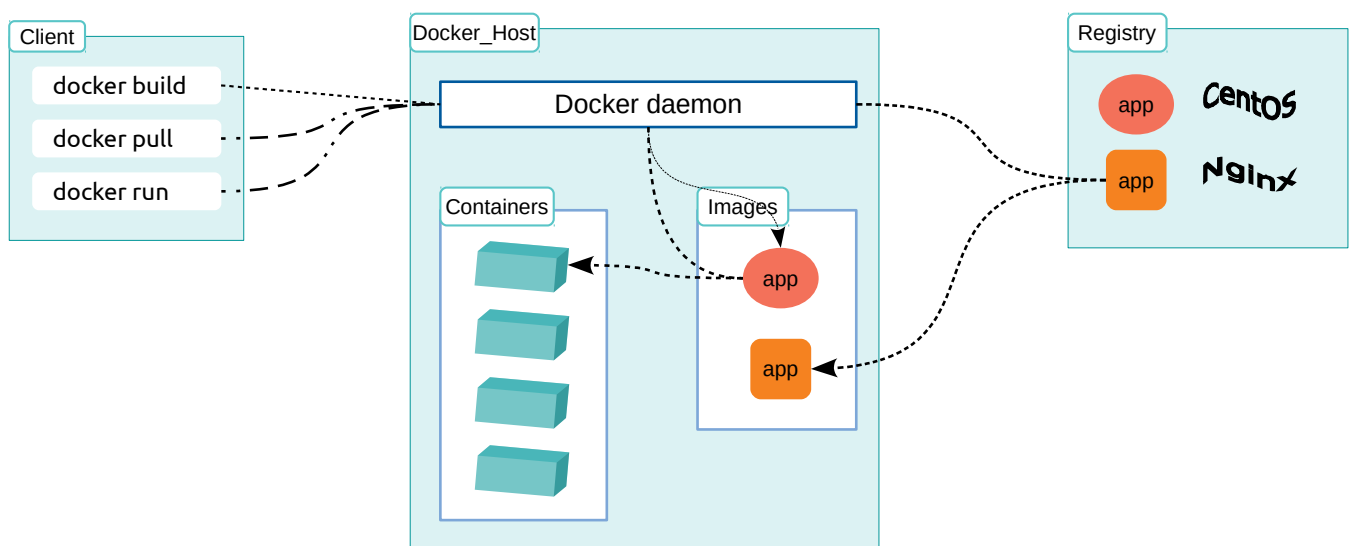 Client
docker build
docker pull
docker run
Docker_Host
Docker daemon
Containers
Images
app
app
Registry
app
CentOS
app
Nginx